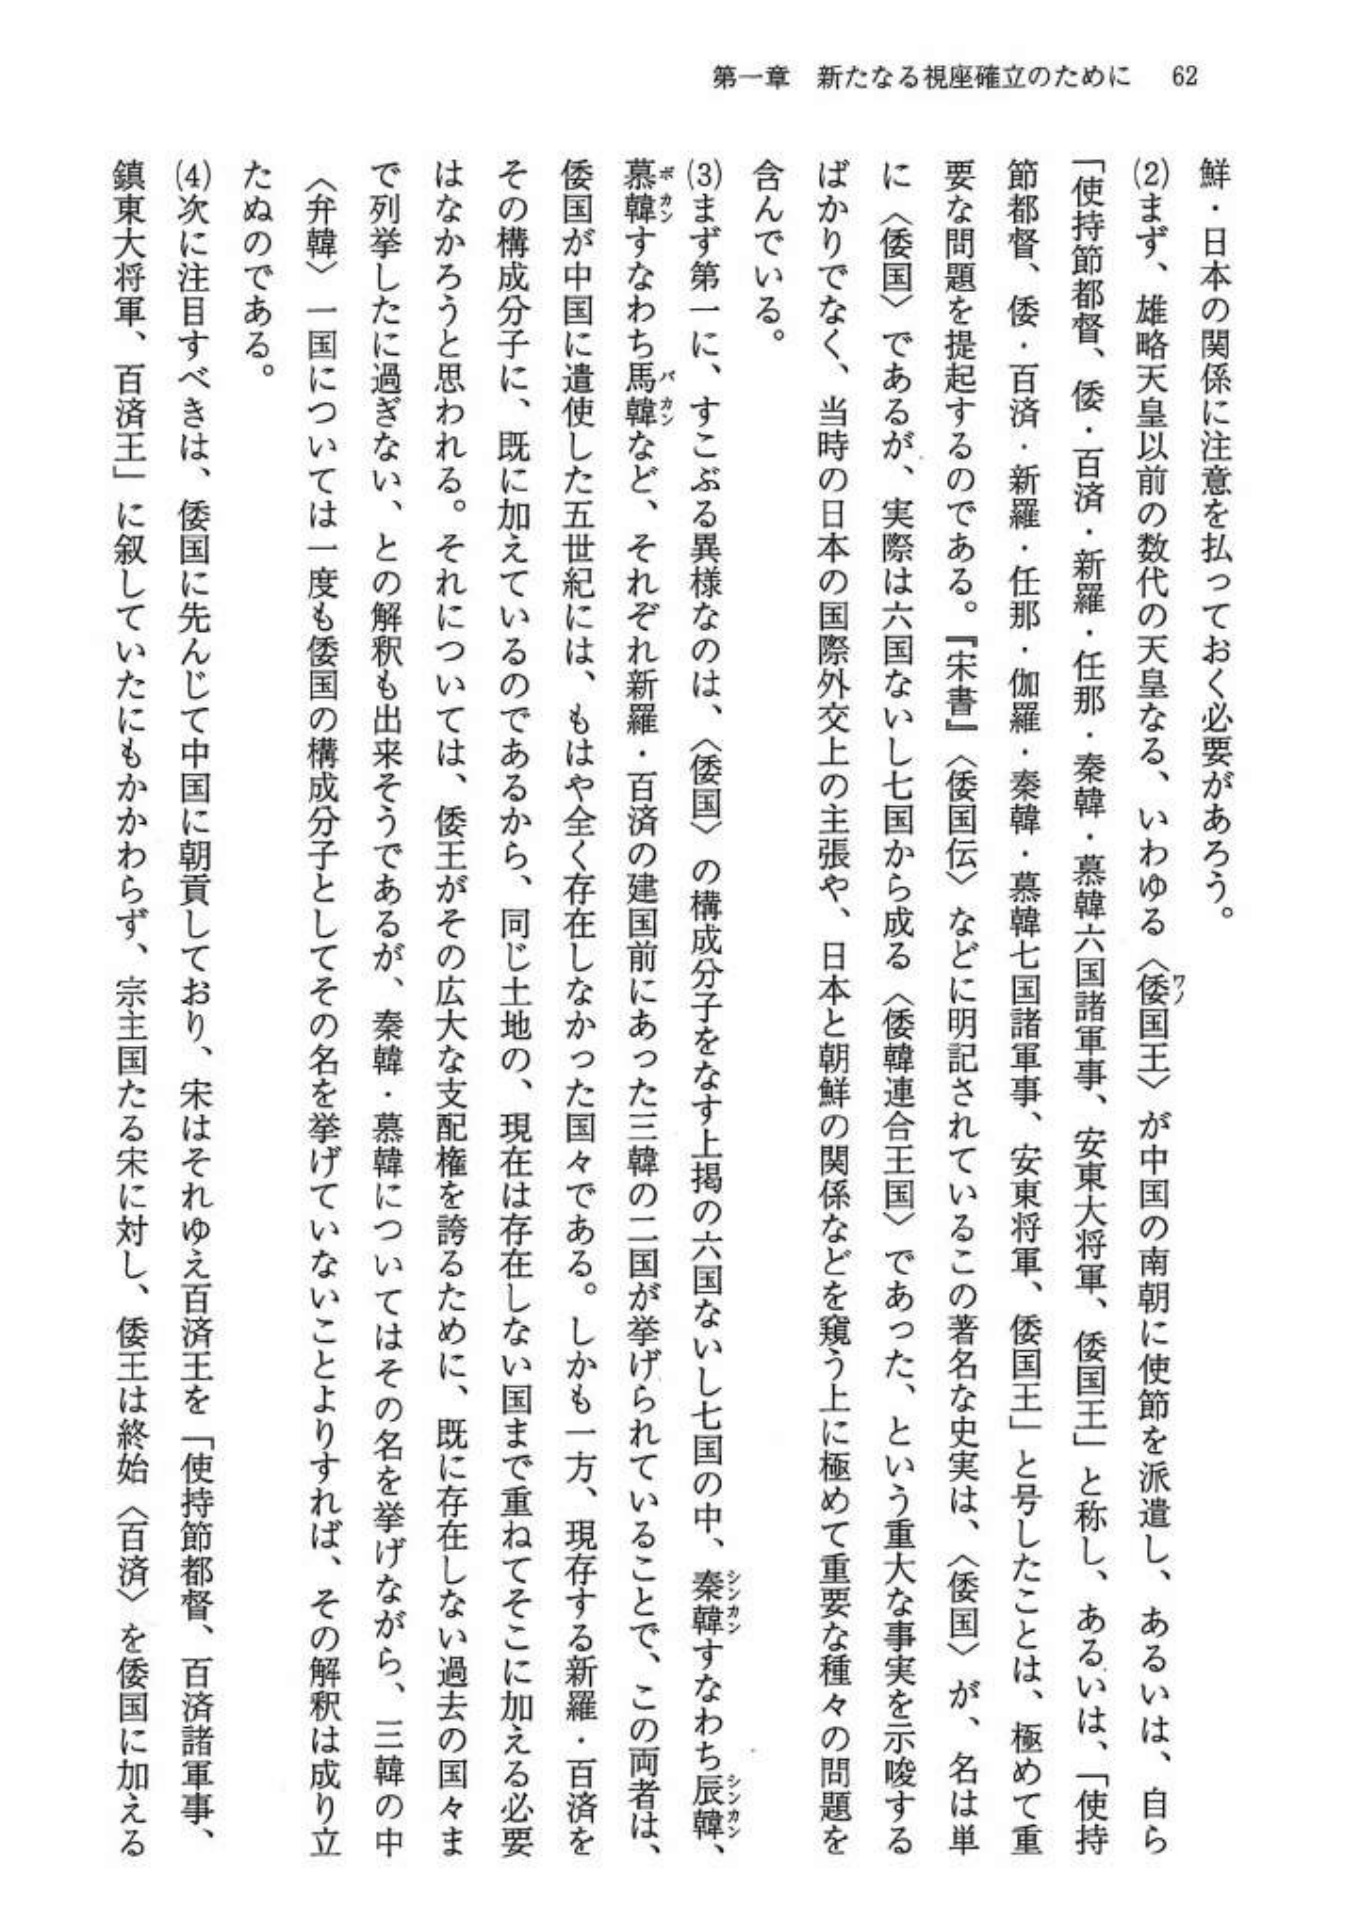 第一章　新たなる視座確立のために　62
鮮・日本の関係に注意を払っておく必要があろう。
(2)まず、雄略天皇以前の数代の天皇なる、いわゆる〈倭国王〉が中国の南朝に使節を派遣し、あるいは、自ら
ワノ
「使持節都督、倭・百済・新羅・任那・秦韓・慕韓六国諸軍事、安東大将軍、倭国王」と称し、あるいは、「使持
節都督、倭・百済・新羅・任那・伽羅・秦韓・慕韓七国諸軍事、安東将軍、倭国王」と号したことは、極めて重
要な問題を提起するのである。『宋書』〈倭国伝〉などに明記されているこの著名な史実は、〈倭国〉が、名は単
に〈倭国〉であるが、実際は六国ないし七国から成る〈倭韓連合王国〉であった、という重大な事実を示唆する
ばかりでなく、当時の日本の国際外交上の主張や、日本と朝鮮の関係などを窺う上に極めて重要な種々の問題を
含んでいる。
(3)まず第一に、すこぶる異様なのは、〈倭国〉の構成分子をなす上掲の六国ないし七国の中、秦韓すなわち辰韓、
シンカン　シンカン
慕韓すなわち馬韓など、それぞれ新羅・百済の建国前にあった三韓の二国が挙げられていることで、この両者は、
ボカン　バカン
倭国が中国に遣使した五世紀には、もはや全く存在しなかった国々である。しかも一方、現存する新羅・百済を
その構成分子に、既に加えているのであるから、同じ土地の、現在は存在しない国まで重ねてそこに加える必要
はなかろうと思われる。それについては、倭王がその広大な支配権を誇るために、既に存在しない過去の国々ま
で列挙したに過ぎない、との解釈も出来そうであるが、秦韓・慕韓についてはその名を挙げながら、三韓の中
〈弁韓〉一国については一度も倭国の構成分子としてその名を挙げていないことよりすれば、その解釈は成り立
たぬのである。
(4)次に注目すべきは、倭国に先んじて中国に朝貢しており、宋はそれゆえ百済王を「使持節都督、百済諸軍事、
鎮東大将軍、百済王」に叙していたにもかかわらず、宗主国たる宋に対し、倭王は終始〈百済〉を倭国に加える